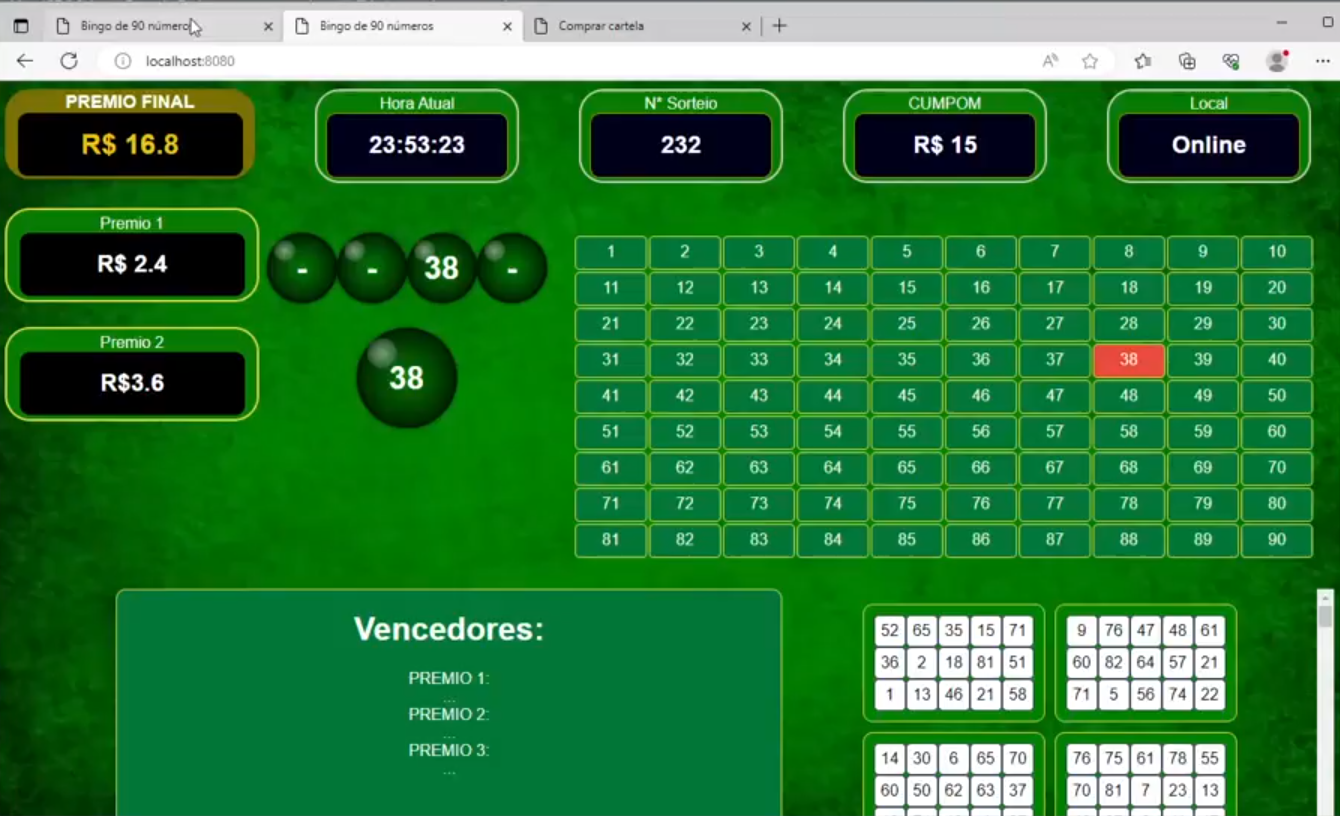 Bingo de 90 números
Bingo de 90 números
Comprar cartela
localhost:8080
PREMIO FINAL
R$ 16.8
Hora Atual
23:53:23
N° Sorteio
232
CUMPOM
R$ 15
Local
Online
Premio 1
R$ 2.4
- - 38 -
Premio 2
R$3.6
38
1 2 3 4 5 6 7 8 9 10
11 12 13 14 15 16 17 18 19 20
21 22 23 24 25 26 27 28 29 30
31 32 33 34 35 36 37 38 39 40
41 42 43 44 45 46 47 48 49 50
51 52 53 54 55 56 57 58 59 60
61 62 63 64 65 66 67 68 69 70
71 72 73 74 75 76 77 78 79 80
81 82 83 84 85 86 87 88 89 90
Vencedores:
PREMIO 1:
...
PREMIO 2:
...
PREMIO 3:
...
52 65 35 15 71
36 2 18 81 51
1 13 46 21 58
9 76 47 48 61
60 82 64 57 21
71 5 56 74 22
14 30 6 65 70
60 50 62 63 37
76 75 61 78 55
70 81 7 23 13